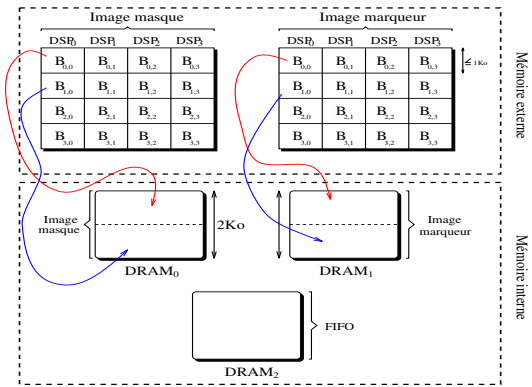 Image masque Image marqueur
DSP0 DSP1 DSP2 DSP3 DSP0 DSP1 DSP2 DSP3
B0,0 B0,1 B0,2 B0,3 B0,0 B0,1 B0,2 B0,3
≤ 1Ko
B1,0 B1,1 B1,2 B1,3 B1,0 B1,1 B1,2 B1,3
B2,0 B2,1 B2,2 B2,3 B2,0 B2,1 B2,2 B2,3
B3,0 B3,1 B3,2 B3,3 B3,0 B3,1 B3,2 B3,3
Mémoire externe
Image
masque
2Ko
Image
marqueur
DRAM0 DRAM1
FIFO
DRAM2
Mémoire interne